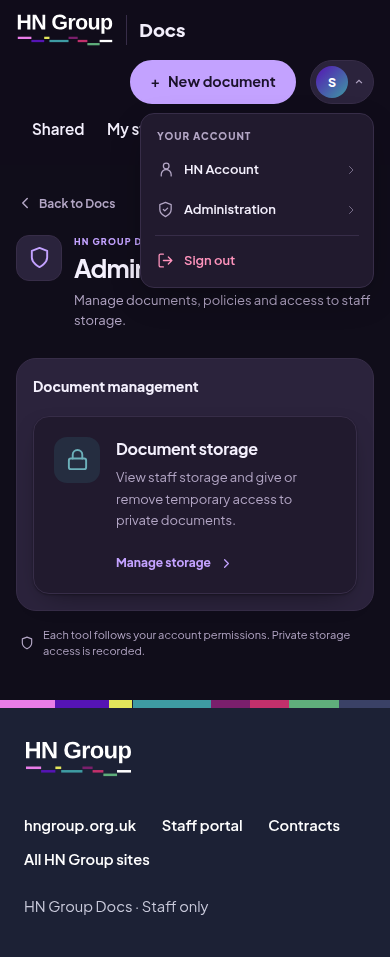 HN Group Docs
+ New document S
Shared My s
YOUR ACCOUNT
HN Account
Administration
Sign out
Back to Docs
HN GROUP D
Admin
Manage documents, policies and access to staff
storage.
Document management
Document storage
View staff storage and give or
remove temporary access to
private documents.
Manage storage
Each tool follows your account permissions. Private storage
access is recorded.
HN Group
hngroup.org.uk Staff portal Contracts
All HN Group sites
HN Group Docs · Staff only